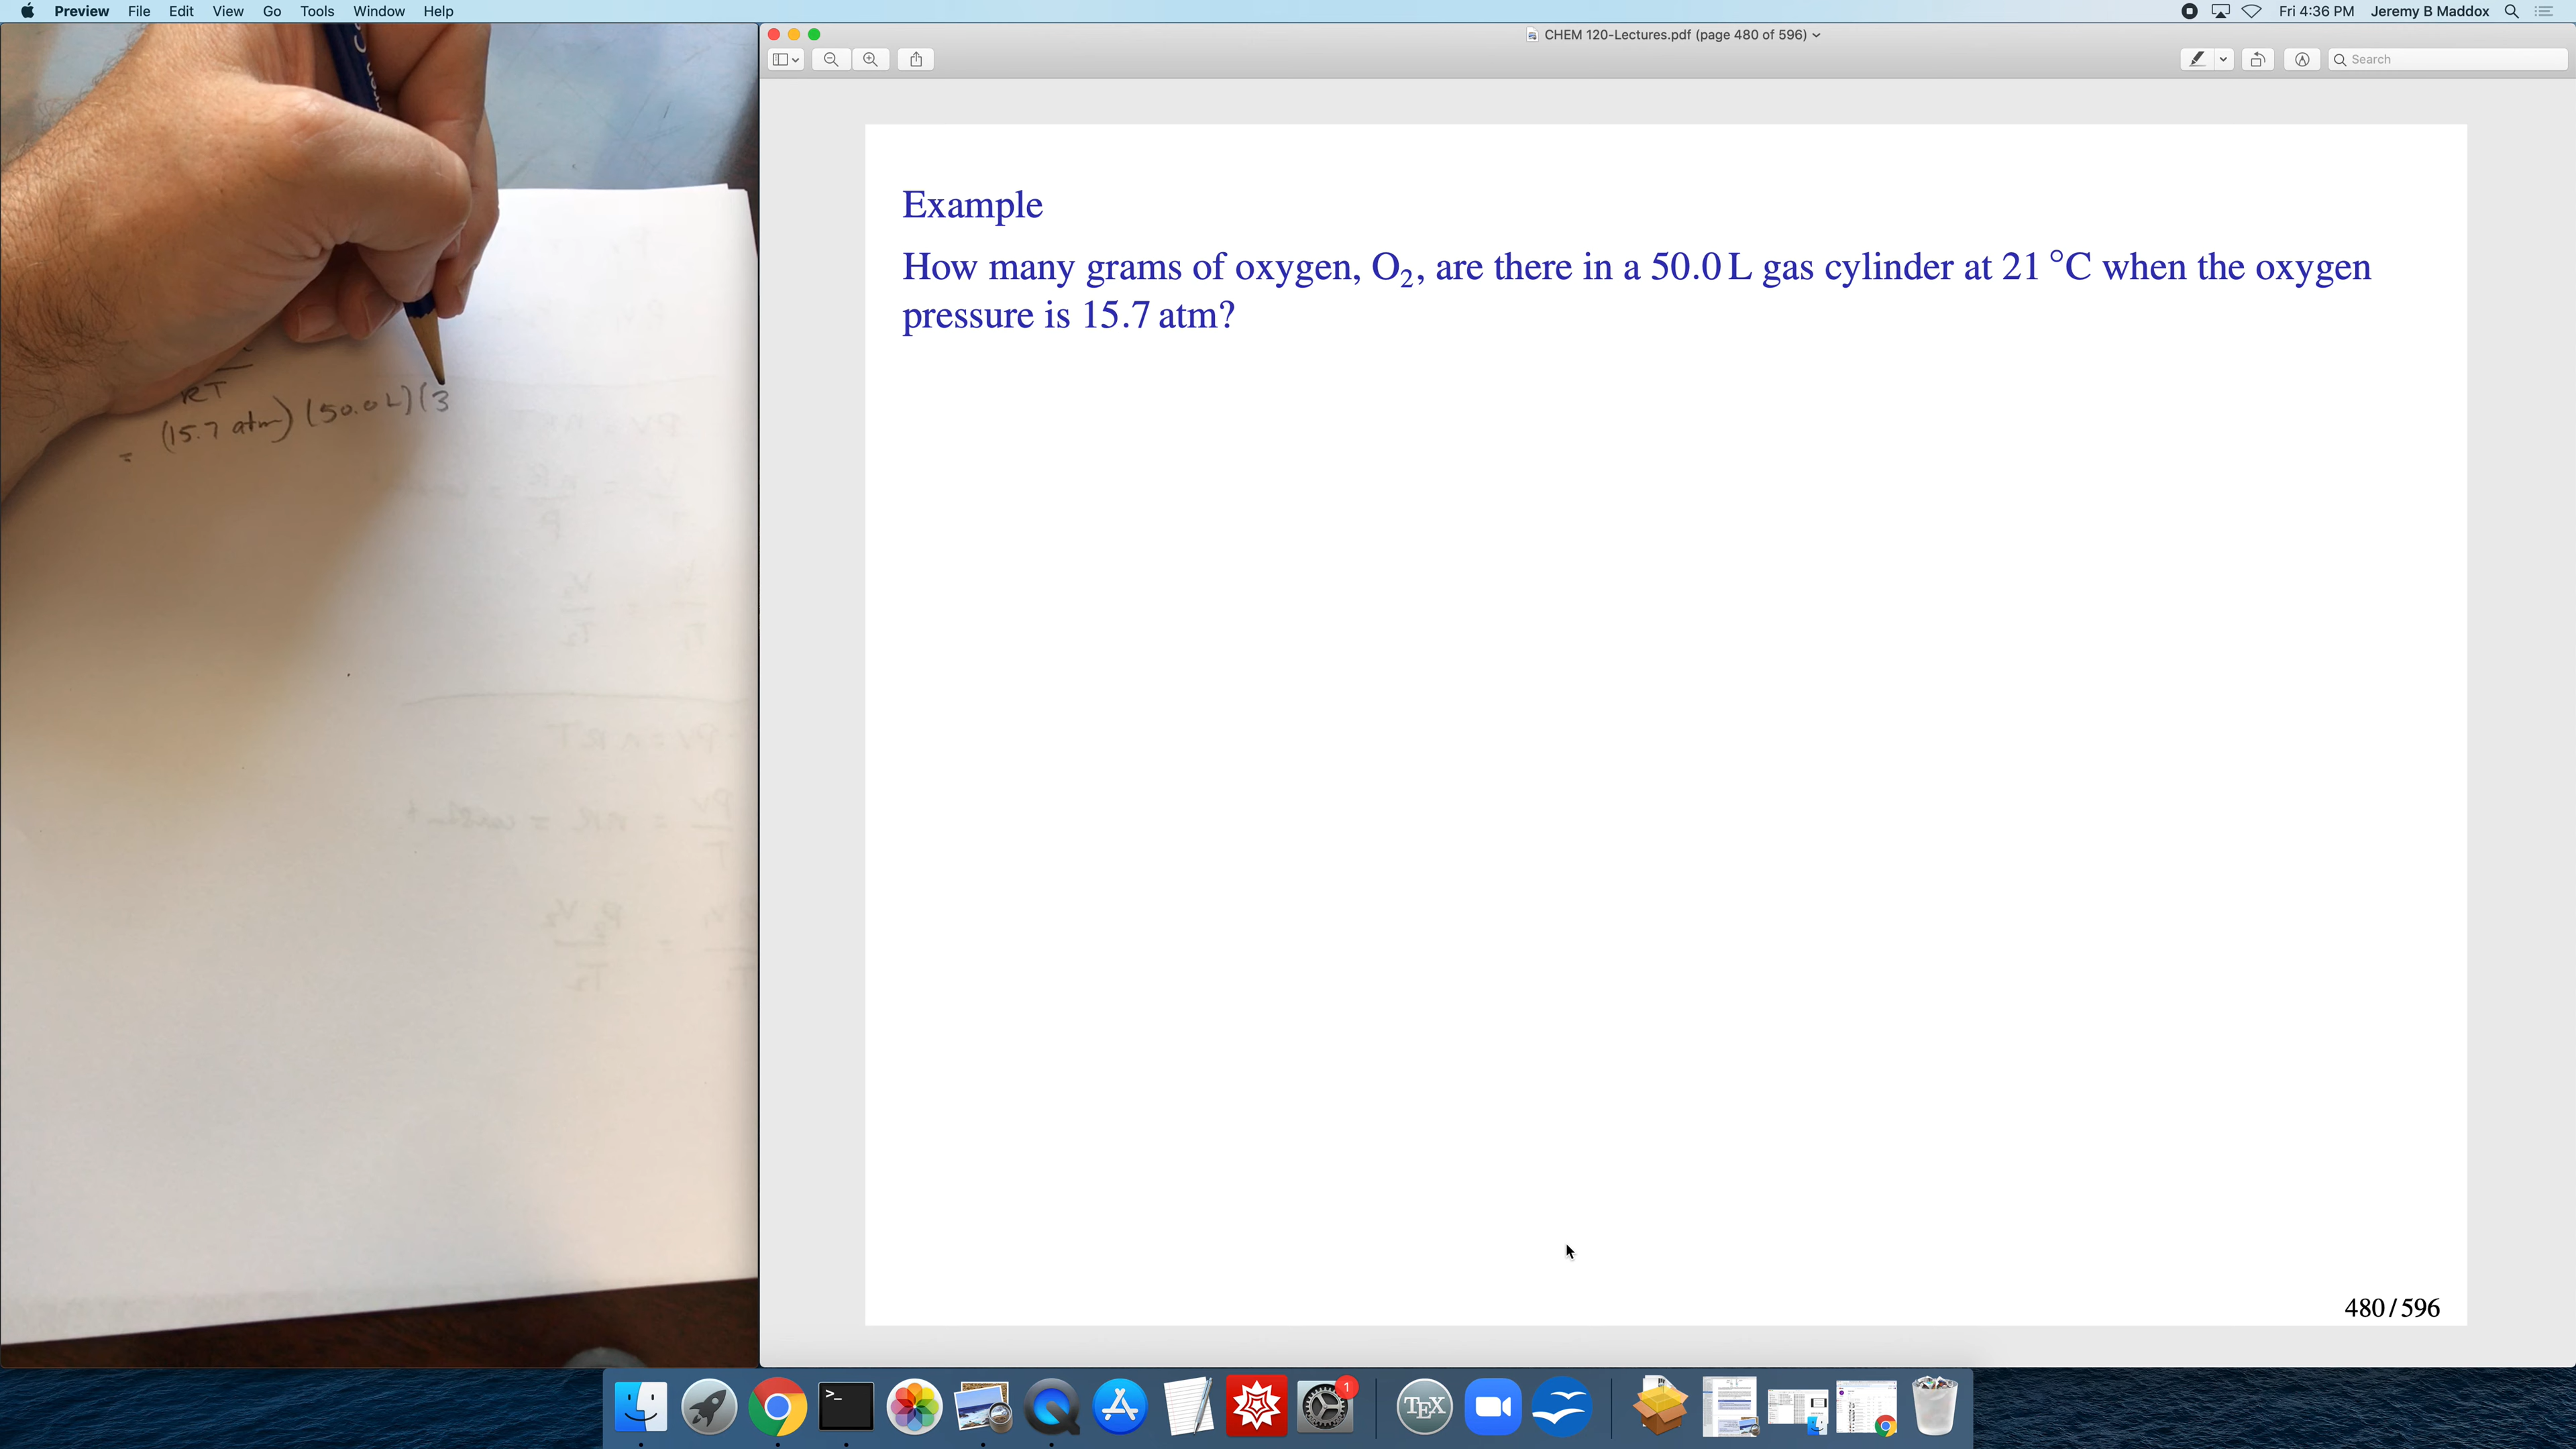 Preview File Edit View Go Tools Window Help
Fri 4:36 PM Jeremy B Maddox
CHEM 120-Lectures.pdf (page 480 of 596)
Search
RT
= (15.7 atm) (50.0 L) (3
Example
How many grams of oxygen, O₂, are there in a 50.0 L gas cylinder at 21 °C when the oxygen
pressure is 15.7 atm?
480/596
>_
1
TEX